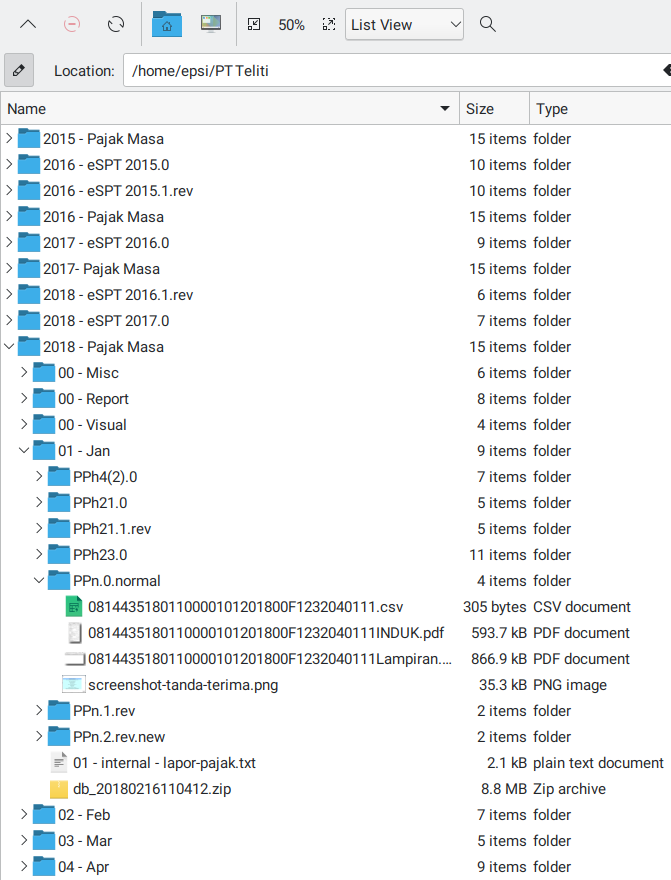 50% List View
Location: /home/epsi/PT Teliti
Name Size Type
2015 - Pajak Masa 15 items folder
2016 - eSPT 2015.0 10 items folder
2016 - eSPT 2015.1.rev 10 items folder
2016 - Pajak Masa 15 items folder
2017 - eSPT 2016.0 9 items folder
2017- Pajak Masa 15 items folder
2018 - eSPT 2016.1.rev 6 items folder
2018 - eSPT 2017.0 7 items folder
2018 - Pajak Masa 15 items folder
00 - Misc 6 items folder
00 - Report 8 items folder
00 - Visual 4 items folder
01 - Jan 9 items folder
PPh4(2).0 7 items folder
PPh21.0 5 items folder
PPh21.1.rev 5 items folder
PPh23.0 11 items folder
PPn.0.normal 4 items folder
0814435180110000101201800F1232040111.csv 305 bytes CSV document
0814435180110000101201800F1232040111INDUK.pdf 593.7 kB PDF document
0814435180110000101201800F1232040111Lampiran.... 866.9 kB PDF document
screenshot-tanda-terima.png 35.3 kB PNG image
PPn.1.rev 2 items folder
PPn.2.rev.new 2 items folder
01 - internal - lapor-pajak.txt 2.1 kB plain text document
db_20180216110412.zip 8.8 MB Zip archive
02 - Feb 7 items folder
03 - Mar 5 items folder
04 - Apr 9 items folder